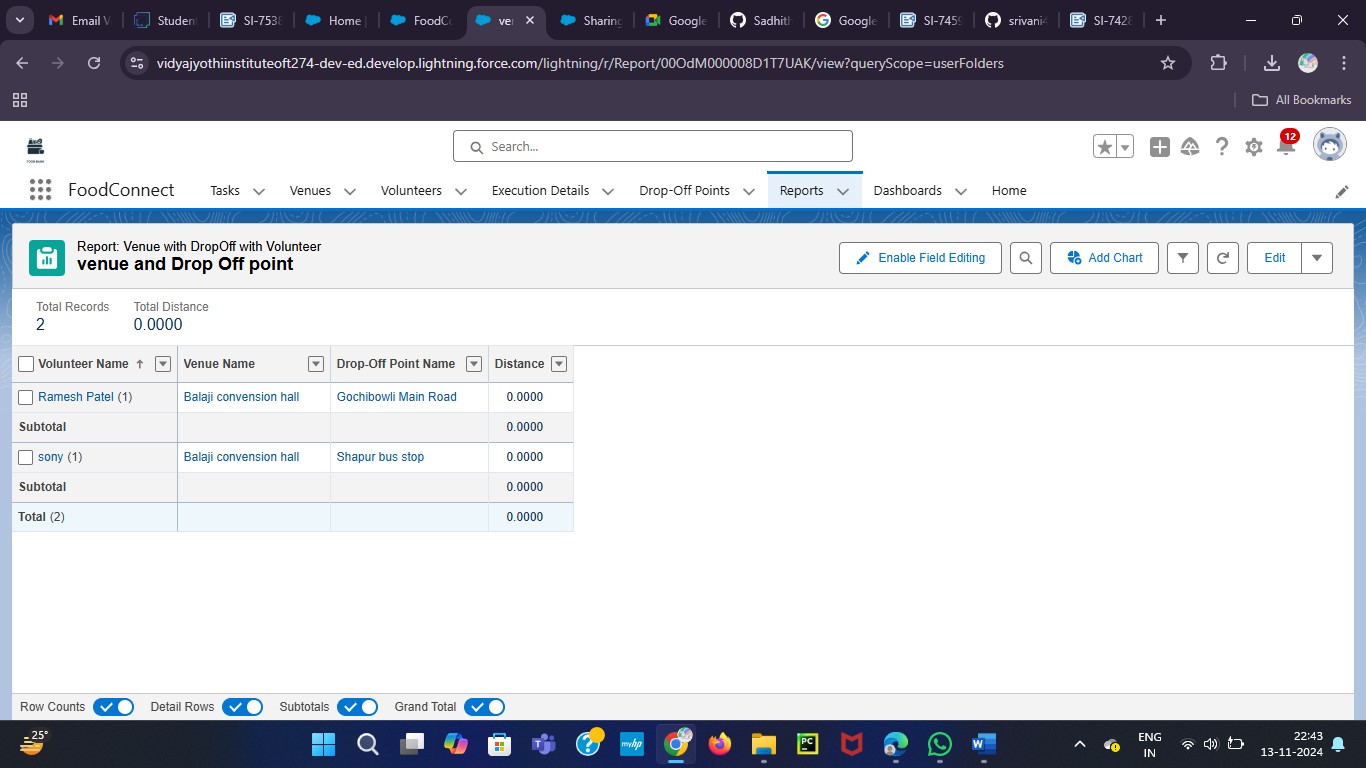 Email V
Student
SI-7538
Home |
FoodCo
ve
Sharing
Google
Sadhith
Google
SI-7459
srivani4
SI-7428
vidyajyothiinstituteoft274-dev-ed.develop.lightning.force.com/lightning/r/Report/00OdM000008D1T7UAK/view?queryScope=userFolders
All Bookmarks
Search...
12
FoodConnect Tasks Venues Volunteers Execution Details Drop-Off Points Reports Dashboards Home
Report: Venue with DropOff with Volunteer
venue and Drop Off point
Enable Field Editing Add Chart Edit
Total Records Total Distance
2 0.0000
Volunteer Name ↑ Venue Name Drop-Off Point Name Distance
Ramesh Patel (1) Balaji convension hall Gochibowli Main Road 0.0000
Subtotal 0.0000
sony (1) Balaji convension hall Shapur bus stop 0.0000
Subtotal 0.0000
Total (2) 0.0000
Row Counts Detail Rows Subtotals Grand Total
25°
myhp
PC
W
ENG
IN
22:43
13-11-2024